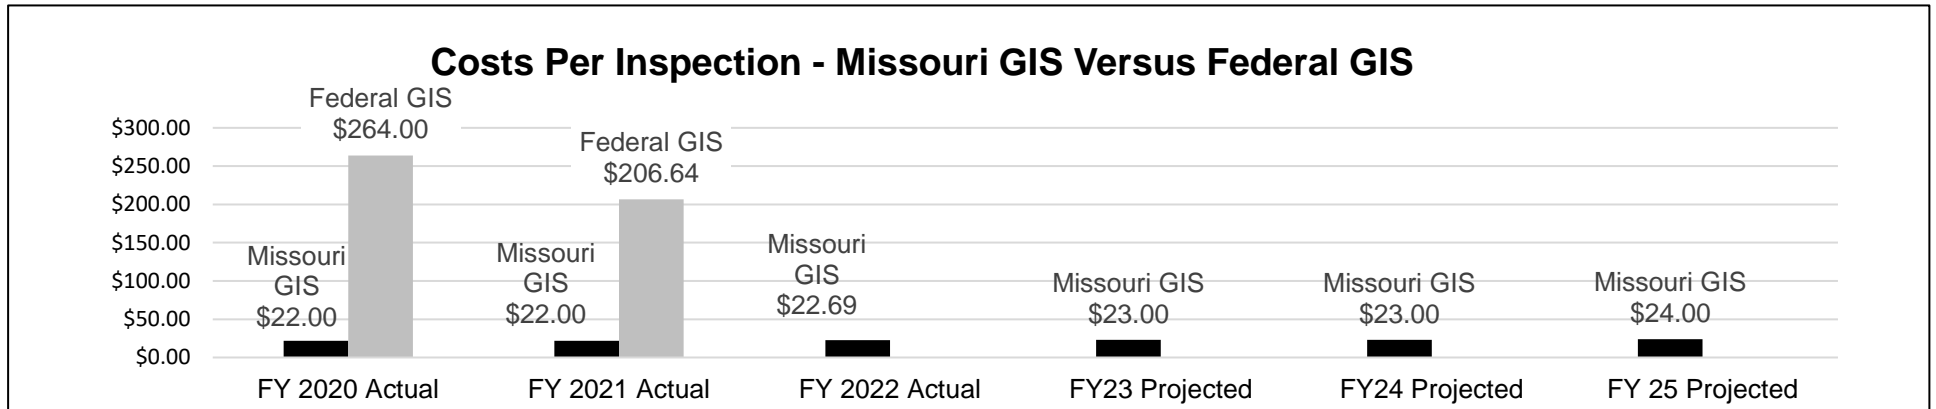 Costs Per Inspection - Missouri GIS Versus Federal GIS
Federal GIS
$264.00
Federal GIS
$206.64
Missouri
GIS
$22.00
Missouri
GIS
$22.00
Missouri
GIS
$22.69
Missouri GIS
$23.00
Missouri GIS
$23.00
Missouri GIS
$24.00
$300.00
$250.00
$200.00
$150.00
$100.00
$50.00
$0.00
FY 2020 Actual
FY 2021 Actual
FY 2022 Actual
FY23 Projected
FY24 Projected
FY 25 Projected